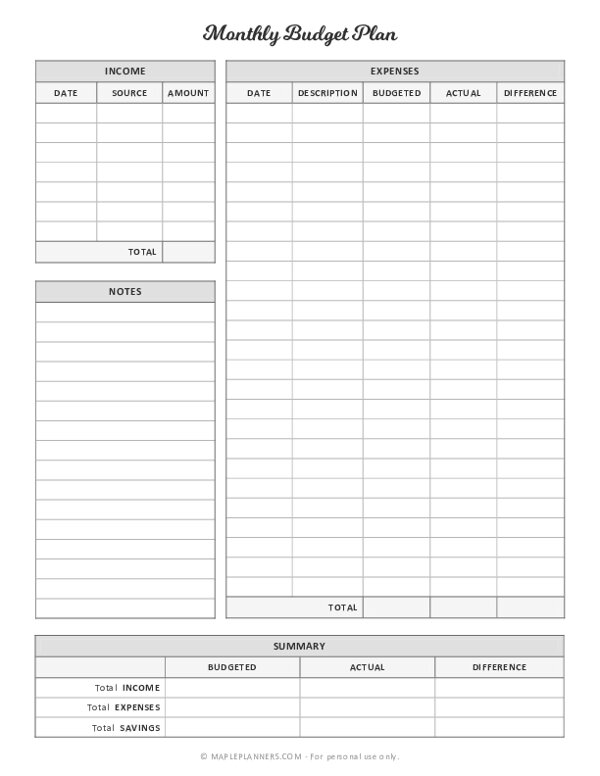 Monthly Budget Plan
INCOME
DATE SOURCE AMOUNT
TOTAL
NOTES
EXPENSES
DATE DESCRIPTION BUDGETED ACTUAL DIFFERENCE
TOTAL
SUMMARY
BUDGETED ACTUAL DIFFERENCE
Total INCOME
Total EXPENSES
Total SAVINGS
© MAPLEPLANNERS.COM - For personal use only.